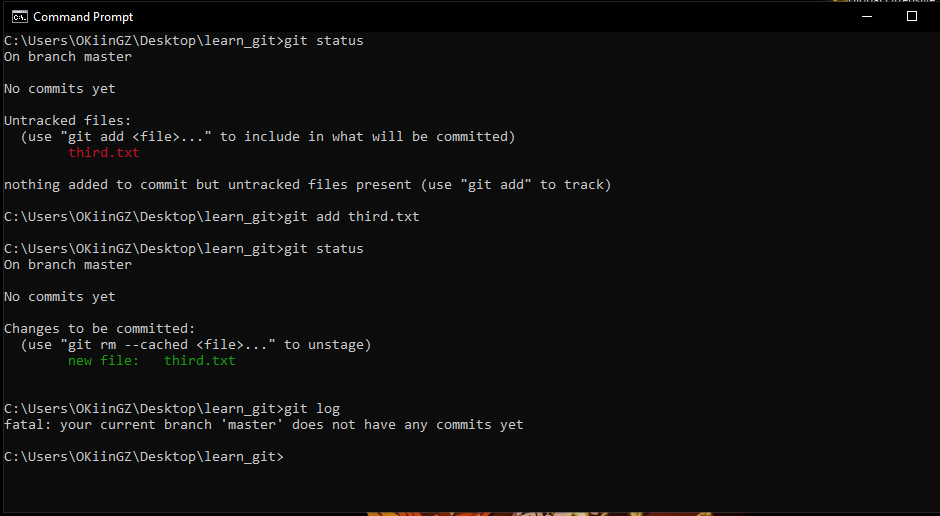 Command Prompt
C:\Users\OKiinGZ\Desktop\learn_git>git status
On branch master
No commits yet
Untracked files:
  (use "git add <file>..." to include in what will be committed)
        third.txt
nothing added to commit but untracked files present (use "git add" to track)
C:\Users\OKiinGZ\Desktop\learn_git>git add third.txt
C:\Users\OKiinGZ\Desktop\learn_git>git status
On branch master
No commits yet
Changes to be committed:
  (use "git rm --cached <file>..." to unstage)
        new file:   third.txt
C:\Users\OKiinGZ\Desktop\learn_git>git log
fatal: your current branch 'master' does not have any commits yet
C:\Users\OKiinGZ\Desktop\learn_git>